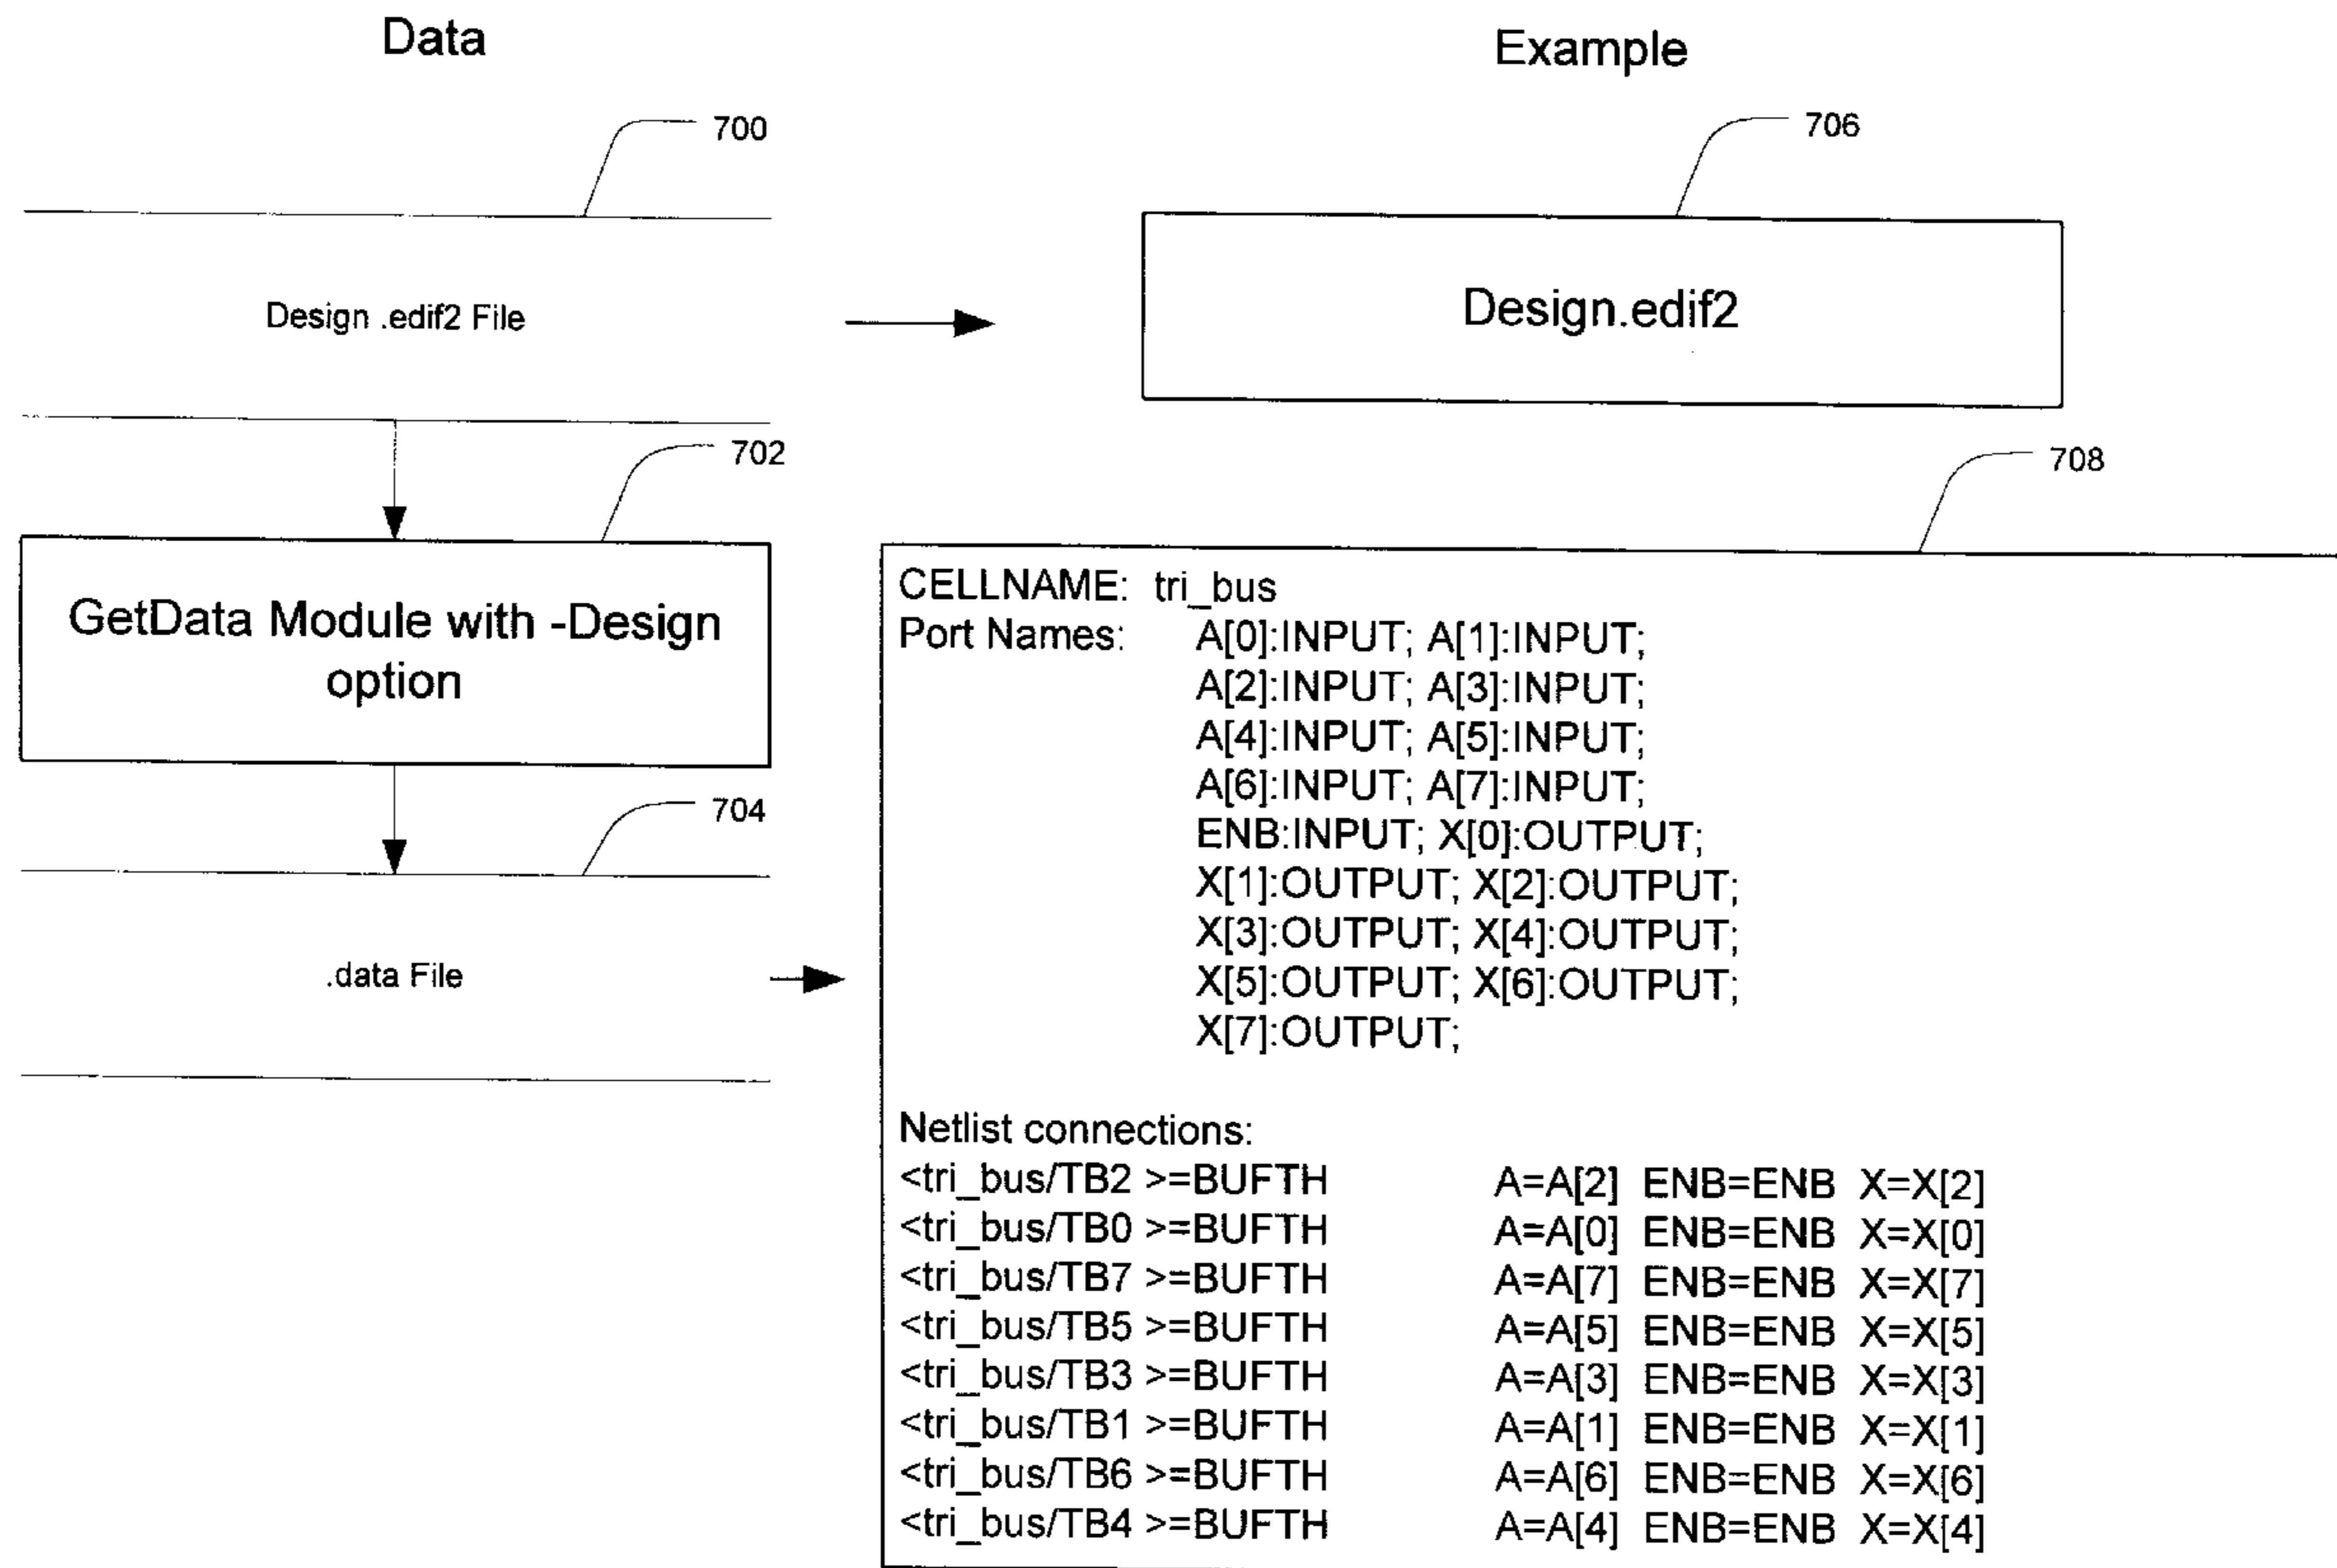 Data
Example
700
706
Design .edif2 File
Design.edif2
702
708
GetData Module with -Design
option
704
.data File
CELLNAME: tri_bus
Port Names: A[0]:INPUT; A[1]:INPUT;
A[2]:INPUT; A[3]:INPUT;
A[4]:INPUT; A[5]:INPUT;
A[6]:INPUT; A[7]:INPUT;
ENB:INPUT; X[0]:OUTPUT;
X[1]:OUTPUT; X[2]:OUTPUT;
X[3]:OUTPUT; X[4]:OUTPUT;
X[5]:OUTPUT; X[6]:OUTPUT;
X[7]:OUTPUT;
Netlist connections:
<tri_bus/TB2 >=BUFTH A=A[2] ENB=ENB X=X[2]
<tri_bus/TB0 >=BUFTH A=A[0] ENB=ENB X=X[0]
<tri_bus/TB7 >=BUFTH A=A[7] ENB=ENB X=X[7]
<tri_bus/TB5 >=BUFTH A=A[5] ENB=ENB X=X[5]
<tri_bus/TB3 >=BUFTH A=A[3] ENB=ENB X=X[3]
<tri_bus/TB1 >=BUFTH A=A[1] ENB=ENB X=X[1]
<tri_bus/TB6 >=BUFTH A=A[6] ENB=ENB X=X[6]
<tri_bus/TB4 >=BUFTH A=A[4] ENB=ENB X=X[4]